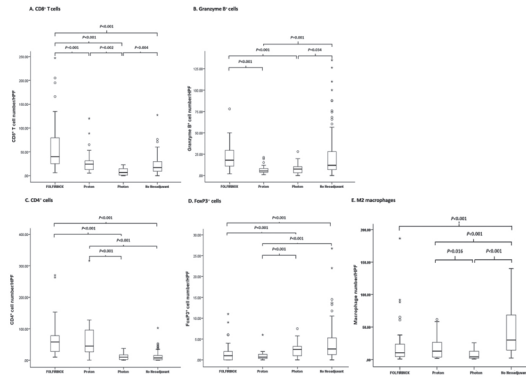 A. CD8⁺ T cells
P<0.001
P<0.001
P<0.001
P=0.002
P=0.004
CD8⁺ T cell number/HPF
FOLFIRINOX
Proton
Photon
No Neoadjuvant
B. Granzyme B⁺ cells
P<0.001
P<0.001
P=0.034
P<0.001
Granzyme B⁺ cell number/HPF
FOLFIRINOX
Proton
Photon
No Neoadjuvant
C. CD4⁺ cells
P<0.001
P<0.001
P<0.001
P<0.001
CD4⁺ cell number/HPF
FOLFIRINOX
Proton
Photon
No Neoadjuvant
D. FoxP3⁺ cells
P<0.001
P<0.001
P<0.001
P<0.001
FoxP3⁺ cell number/HPF
FOLFIRINOX
Proton
Photon
No Neoadjuvant
E. M2 macrophages
P<0.001
P<0.001
P=0.016
P<0.001
Macrophage number/HPF
FOLFIRINOX
Proton
Photon
No Neoadjuvant